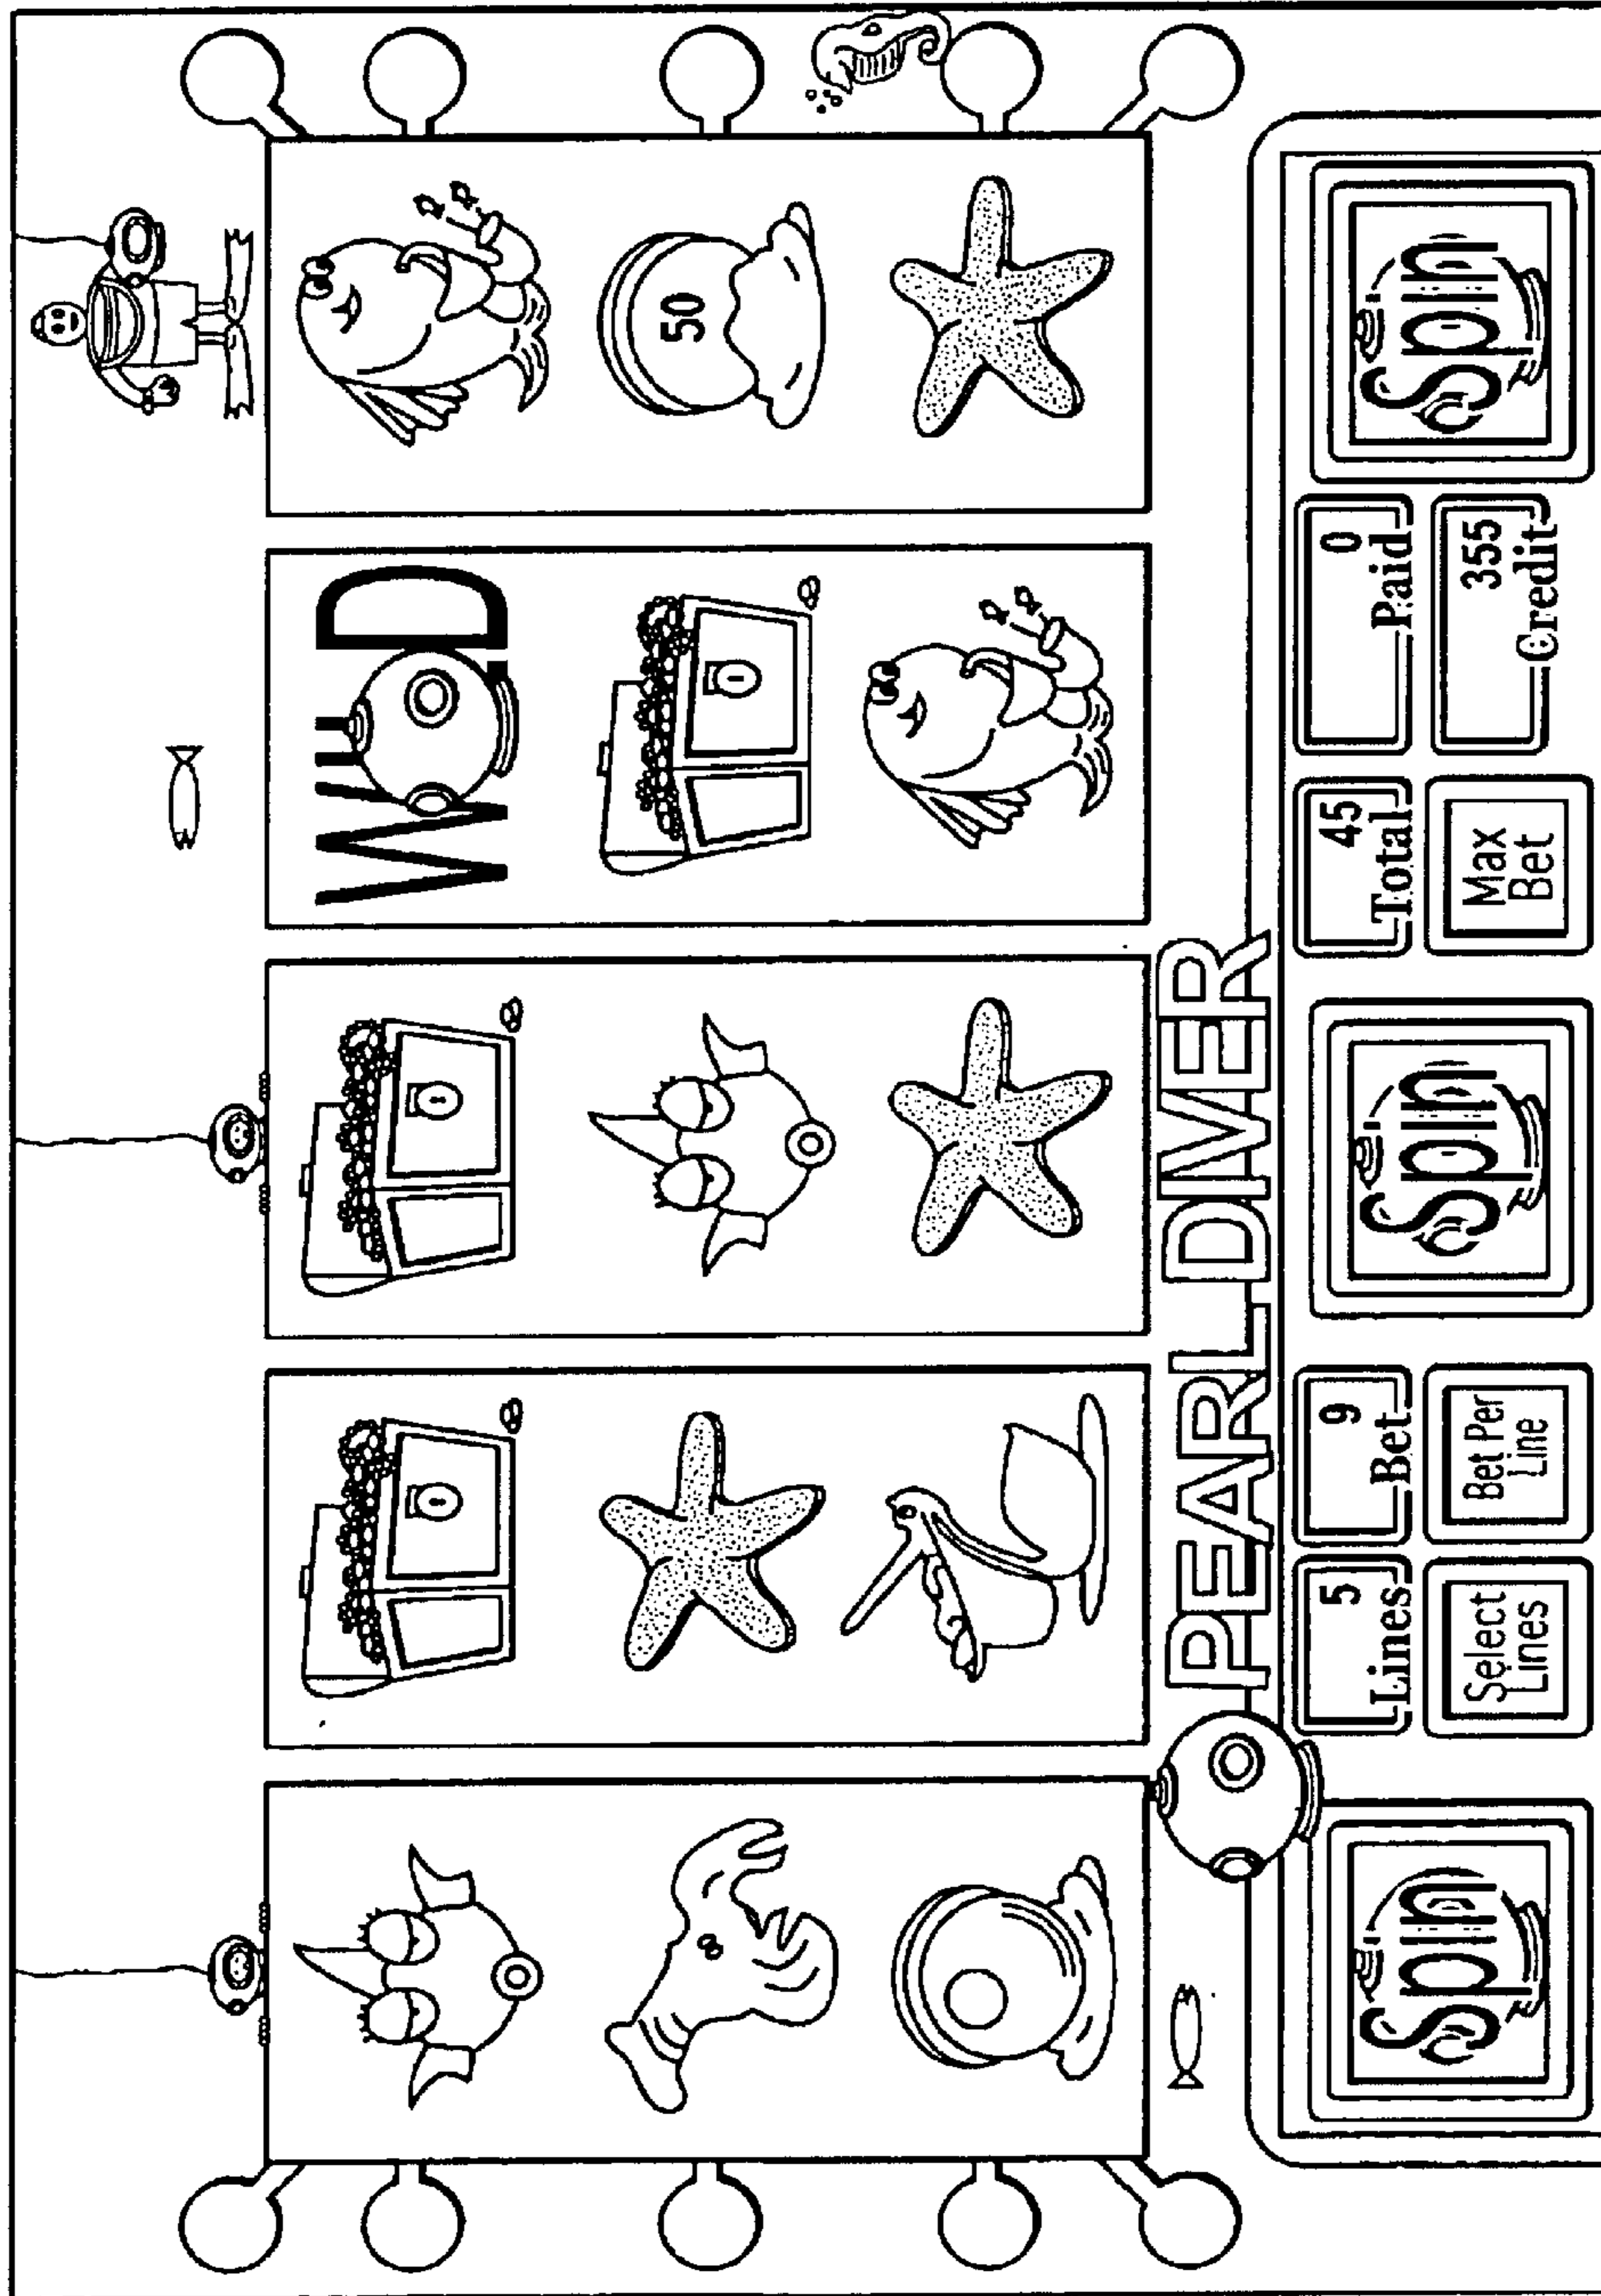 WILD
50
PEARL DIVER
Spin
5
Lines
9
Bet
Select
Lines
Bet Per
Line
Spin
45
Total
Max
Bet
0
Paid
355
Credit
Spin